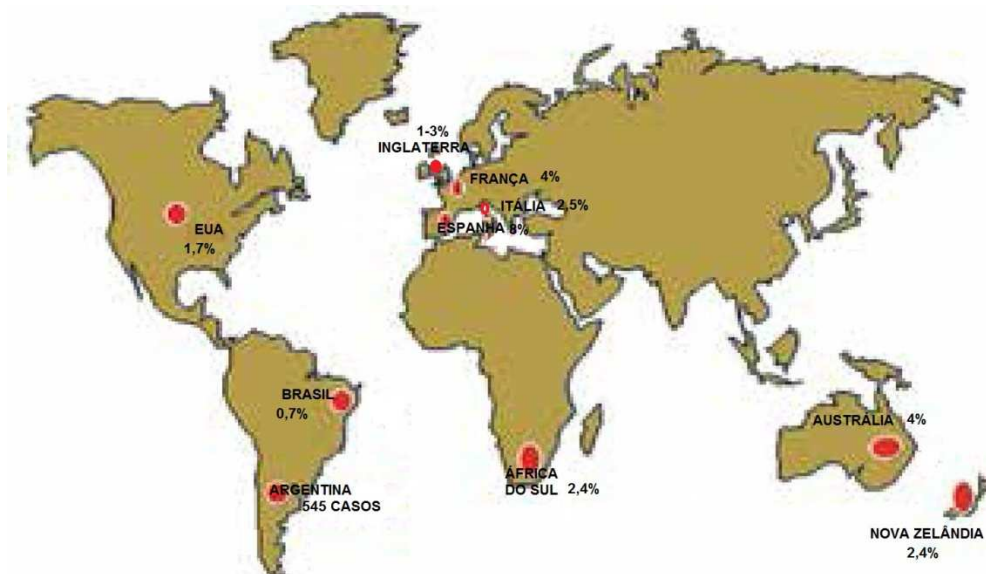 1-3%
INGLATERRA
FRANÇA 4%
ITÁLIA 2,5%
ESPANHA 8%
EUA
1,7%
BRASIL
0,7%
AUSTRÁLIA 4%
ÁFRICA
DO SUL 2,4%
ARGENTINA
545 CASOS
NOVA ZELÂNDIA
2,4%